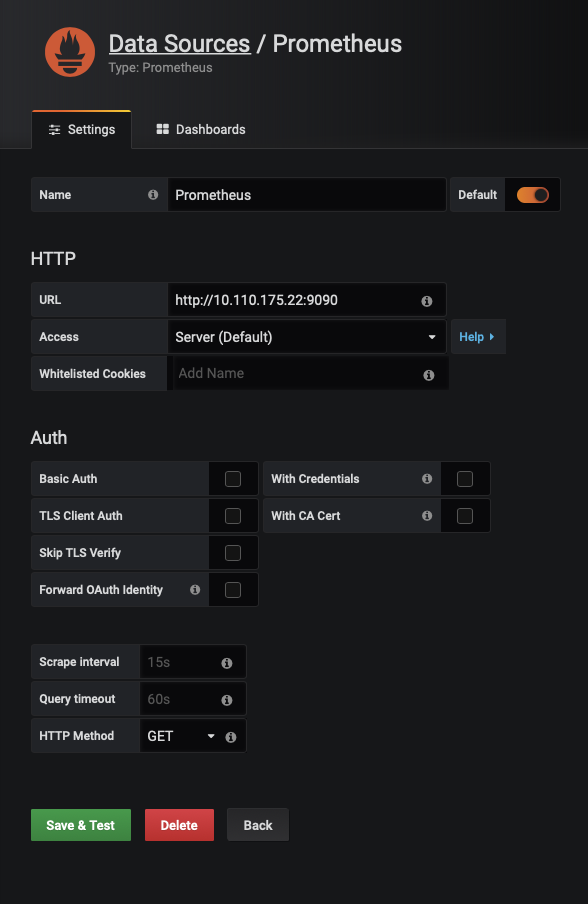 Data Sources / Prometheus
Type: Prometheus
Settings
Dashboards
Name
Prometheus
Default
HTTP
URL
http://10.110.175.22:9090
Access
Server (Default)
Help
Whitelisted Cookies
Add Name
Auth
Basic Auth
With Credentials
TLS Client Auth
With CA Cert
Skip TLS Verify
Forward OAuth Identity
Scrape interval
15s
Query timeout
60s
HTTP Method
GET
Save & Test
Delete
Back